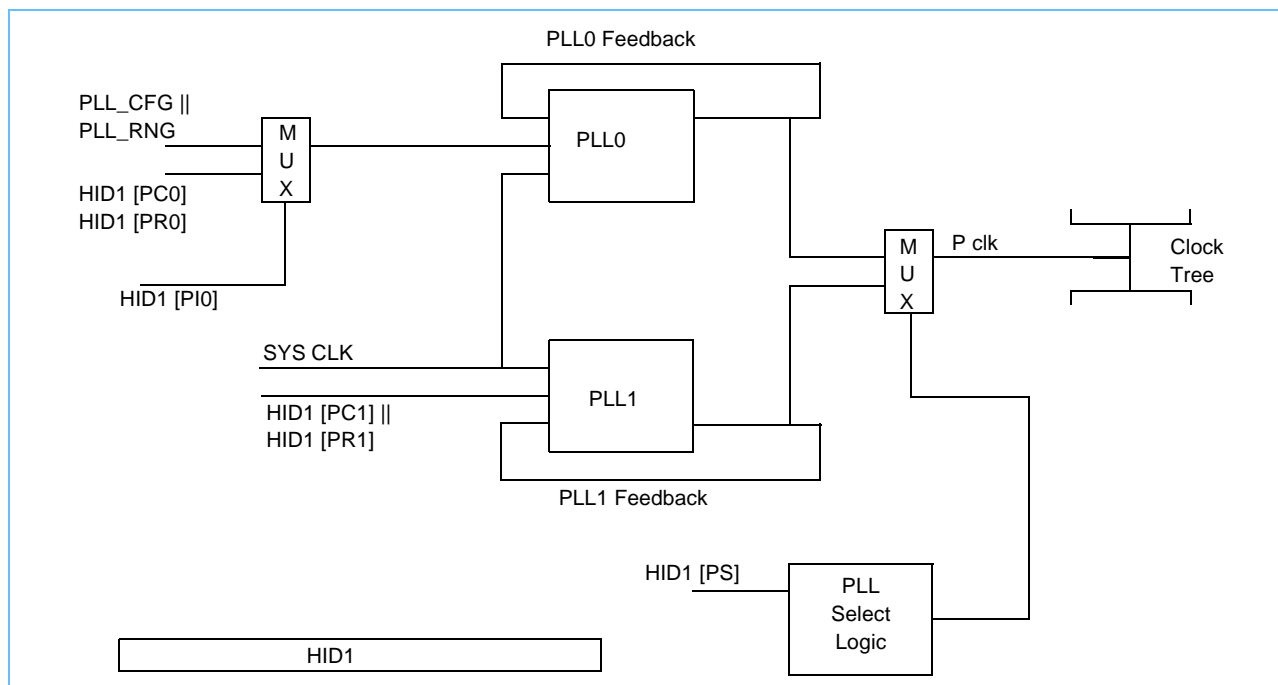 PLL0 Feedback
PLL_CFG ||
PLL_RNG
M
U
X
PLL0
HID1 [PC0]
HID1 [PR0]
HID1 [PI0]
M
U
X
P clk
Clock
Tree
SYS CLK
PLL1
HID1 [PC1] ||
HID1 [PR1]
PLL1 Feedback
HID1 [PS]
PLL
Select
Logic
HID1